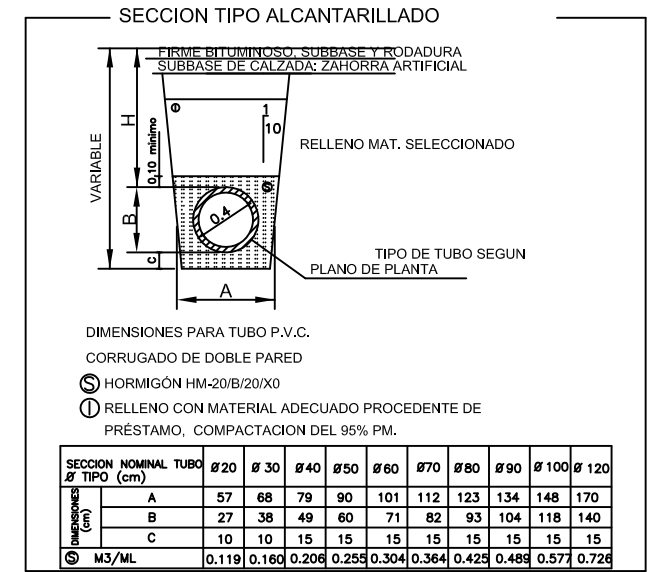 SECCION TIPO ALCANTARILLADO
FIRME BITUMINOSO, SUBBASE Y RODADURA
SUBBASE DE CALZADA: ZAHORRA ARTIFICIAL
1
10
RELLENO MAT. SELECCIONADO
VARIABLE
H
0,10 minimo
B
C
S
0.4
TIPO DE TUBO SEGUN
PLANO DE PLANTA
A
DIMENSIONES PARA TUBO P.V.C.
CORRUGADO DE DOBLE PARED
S HORMIGÓN HM-20/B/20/X0
I RELLENO CON MATERIAL ADECUADO PROCEDENTE DE
PRÉSTAMO, COMPACTACION DEL 95% PM.
SECCION NOMINAL TUBO Ø TIPO (cm) Ø20 Ø 30 Ø40 Ø50 Ø60 Ø70 Ø80 Ø90 Ø 100 Ø 120
DIMENSIONES (cm)
A 57 68 79 90 101 112 123 134 148 170
B 27 38 49 60 71 82 93 104 118 140
C 10 10 15 15 15 15 15 15 15 15
S M3/ML 0.119 0.160 0.206 0.255 0.304 0.364 0.425 0.489 0.577 0.726